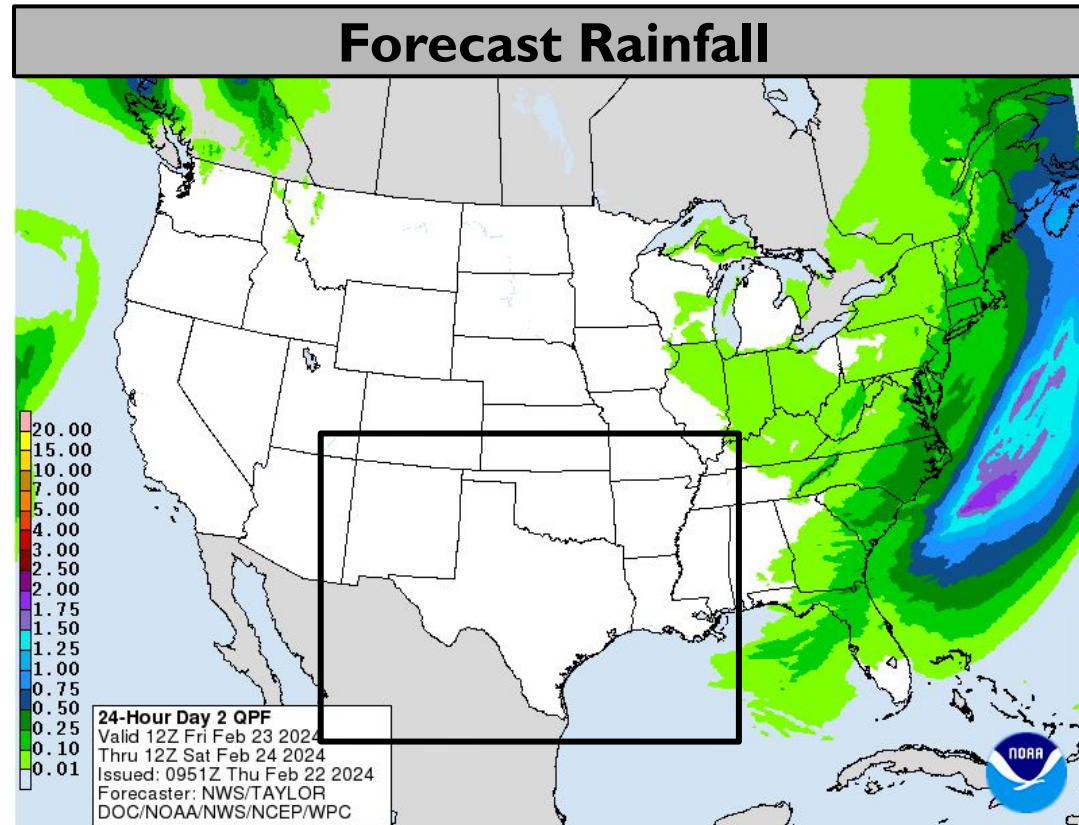 Forecast Rainfall
20.00
15.00
10.00
7.00
5.00
4.00
3.00
2.50
2.00
1.75
1.50
1.25
1.00
0.75
0.50
0.25
0.10
0.01
24-Hour Day 2 QPF
Valid 12Z Fri Feb 23 2024
Thru 12Z Sat Feb 24 2024
Issued: 0951Z Thu Feb 22 2024
Forecaster: NWS/TAYLOR
DOC/NOAA/NWS/NCEP/WPC
NOAA